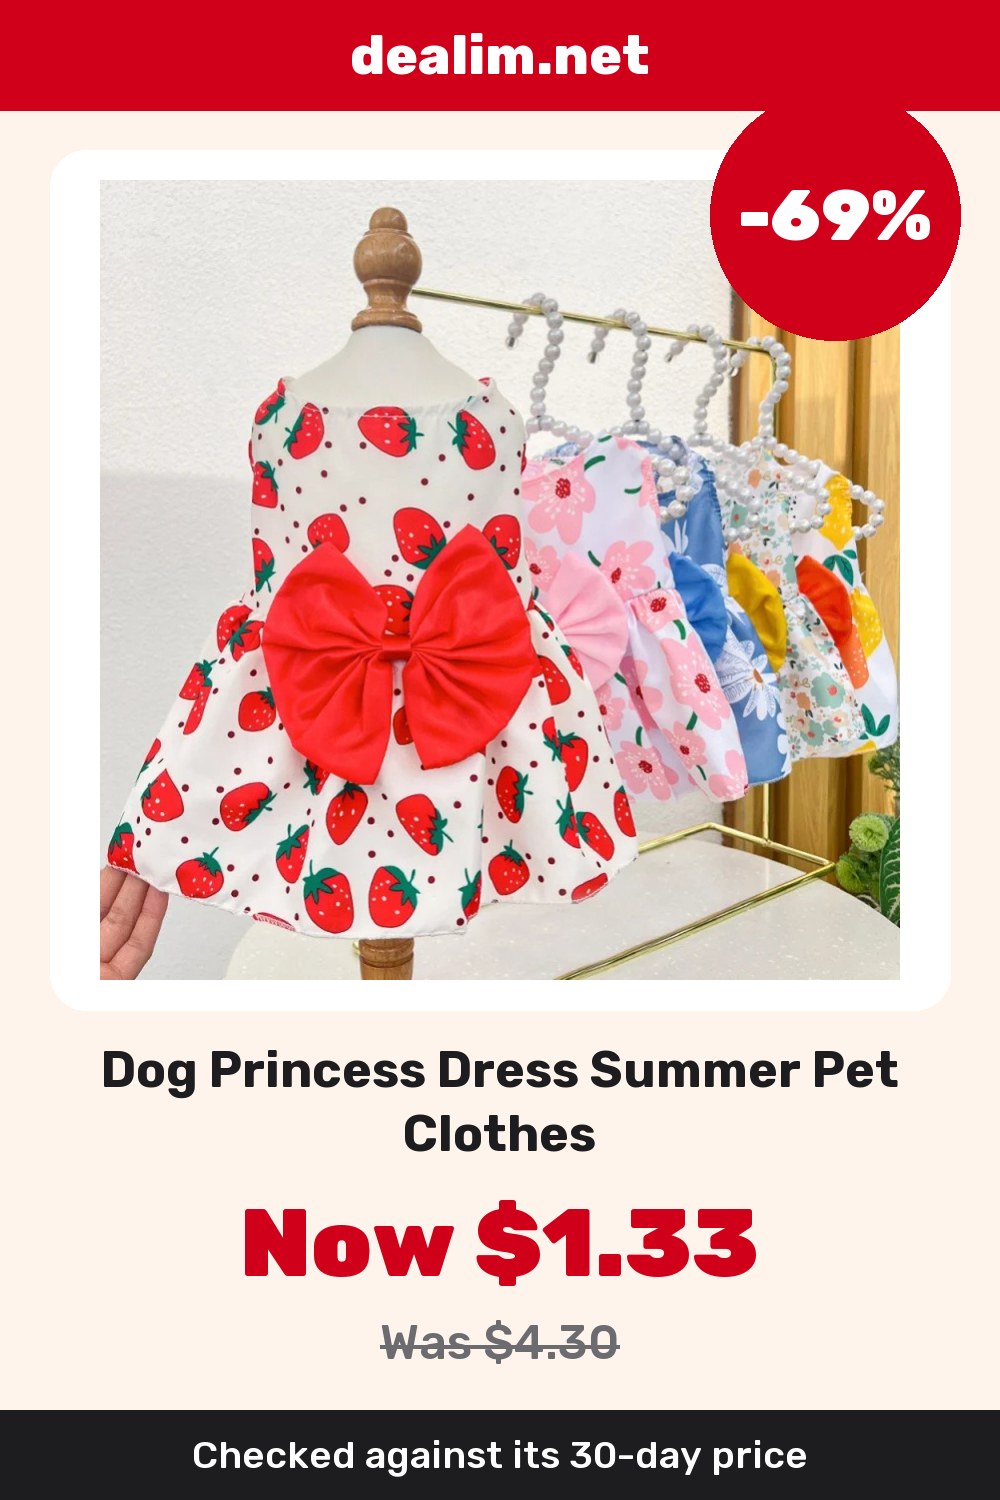 dealim.net
-69%
Dog Princess Dress Summer Pet
Clothes
Now $1.33
Was $4.30
Checked against its 30-day price